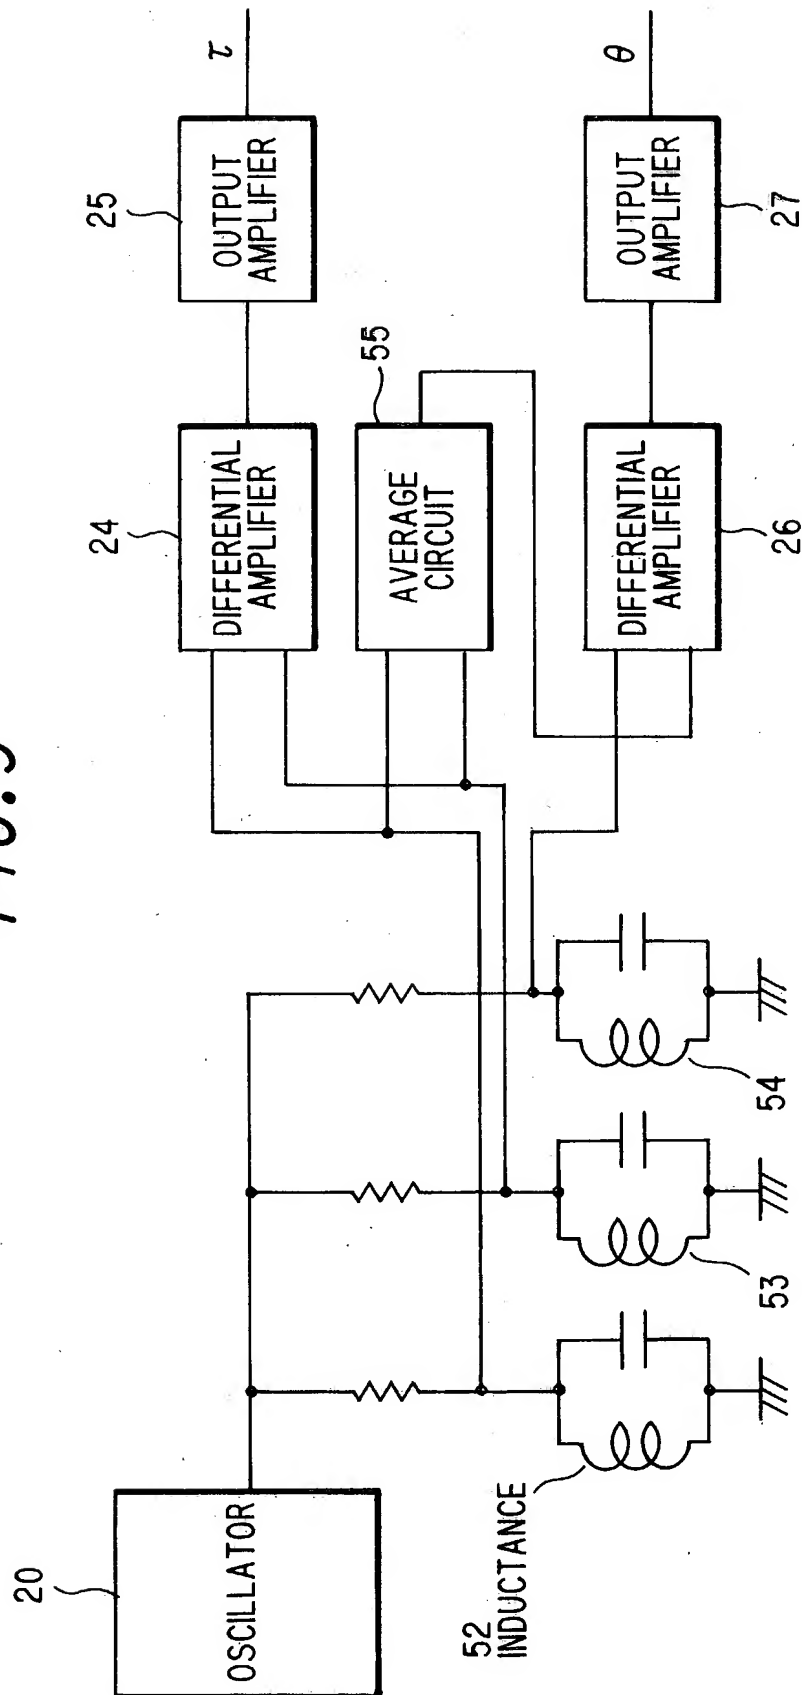 20
OSCILLATOR
52
INDUCTANCE
53
54
24
DIFFERENTIAL
AMPLIFIER
25
OUTPUT
AMPLIFIER
τ
55
AVERAGE
CIRCUIT
DIFFERENTIAL
AMPLIFIER
26
OUTPUT
AMPLIFIER
27
θ